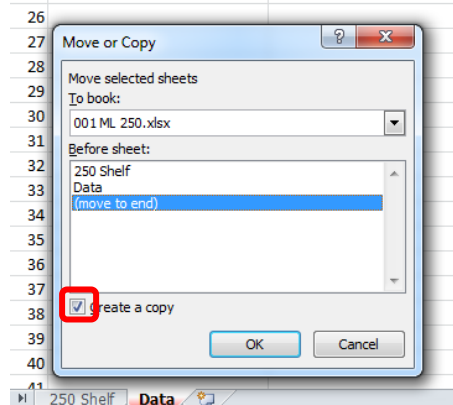 26
27
28
29
30
31
32
33
34
35
36
37
38
39
40
41
Move or Copy
Move selected sheets
To book:
001 ML 250.xlsx
Before sheet:
250 Shelf
Data
(move to end)
Create a copy
OK Cancel
250 Shelf Data